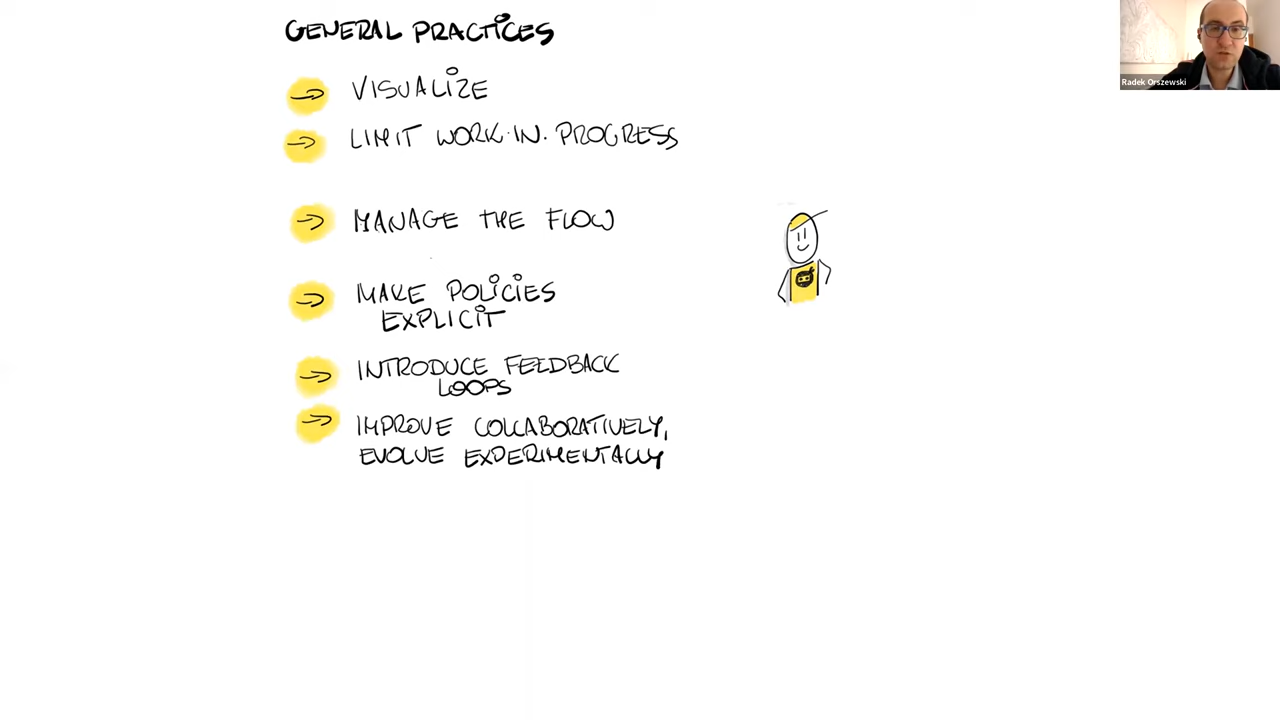 GENERAL PRACTICES
VISUALIZE
LIMIT WORK-IN-PROGRESS
MANAGE THE FLOW
MAKE POLICIES
EXPLICIT
INTRODUCE FEEDBACK
LOOPS
IMPROVE COLLABORATIVELY,
EVOLVE EXPERIMENTALLY
Radek Orszewski